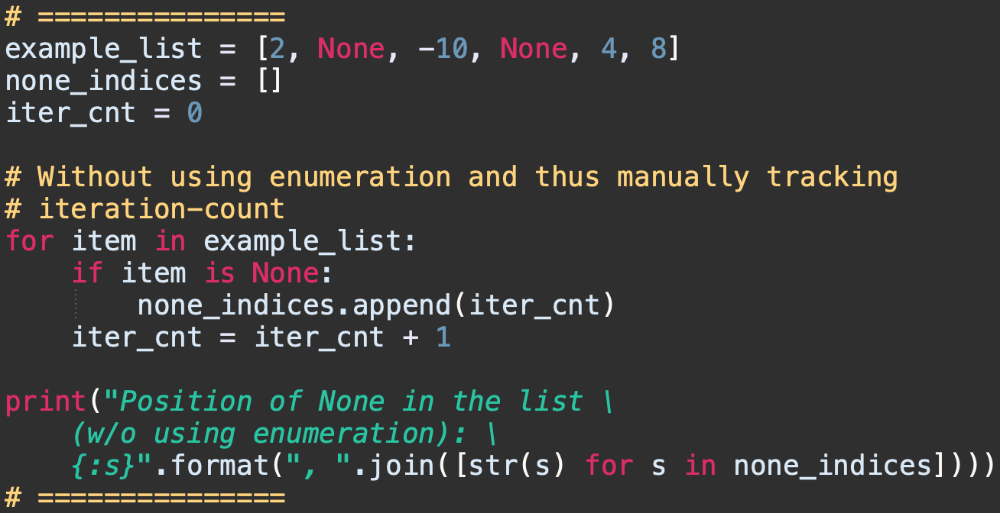 # ===============
example_list = [2, None, -10, None, 4, 8]
none_indices = []
iter_cnt = 0

# Without using enumeration and thus manually tracking
# iteration-count
for item in example_list:
    if item is None:
        none_indices.append(iter_cnt)
    iter_cnt = iter_cnt + 1

print("Position of None in the list \
    (w/o using enumeration): \
    {:s}".format(", ".join([str(s) for s in none_indices])))
# ===============